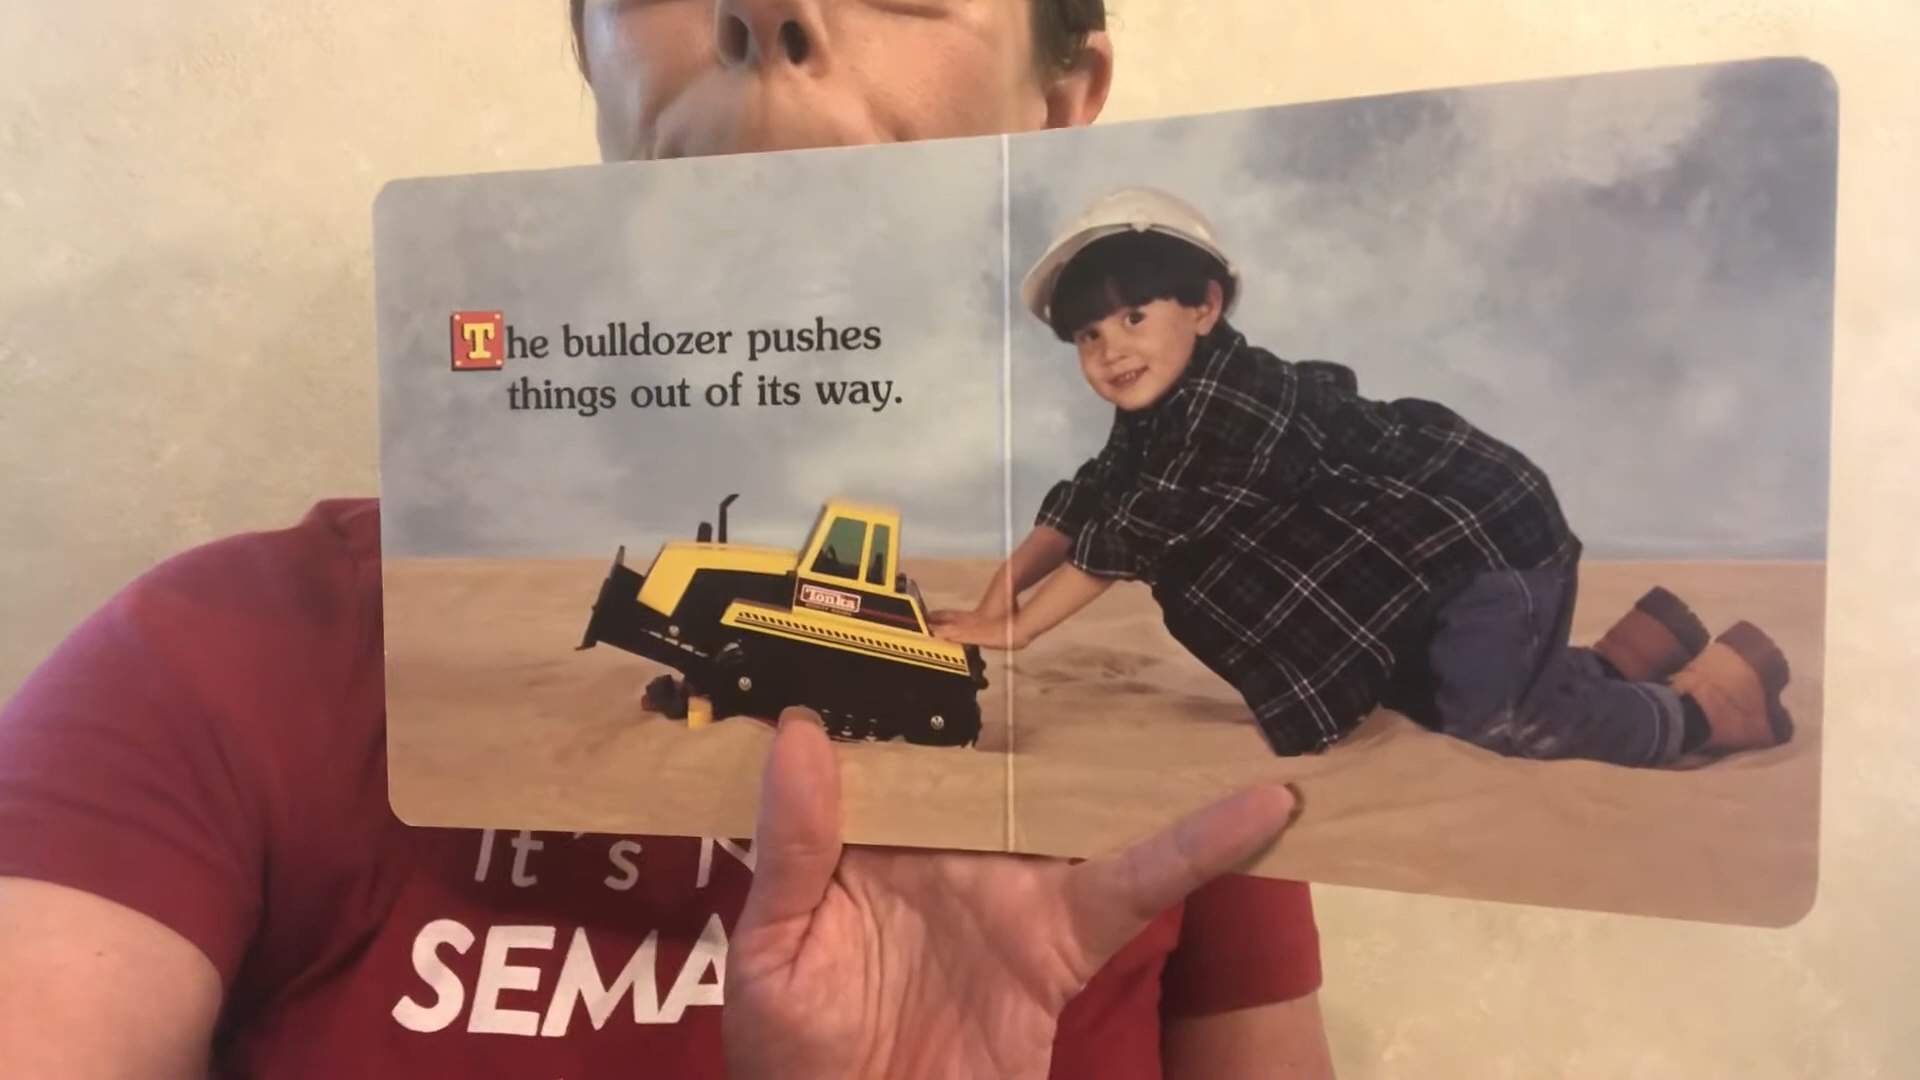 The bulldozer pushes
things out of its way.
Tonka
It's
SEMA